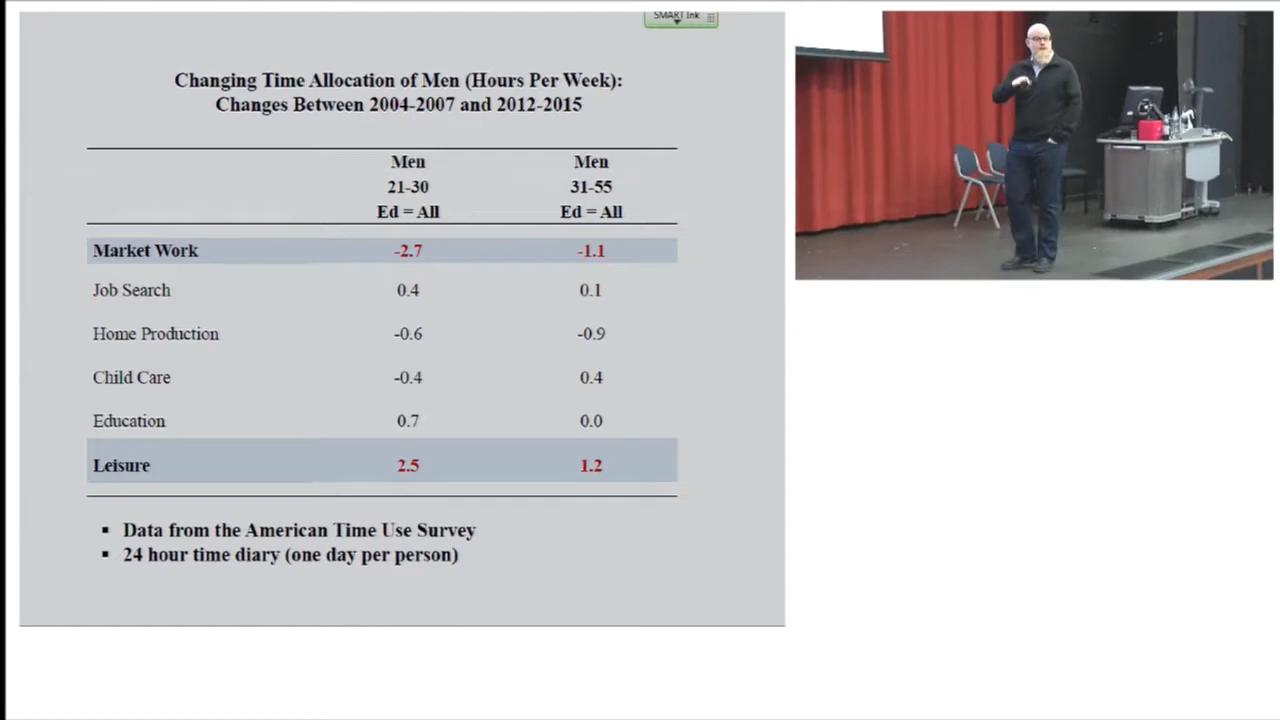 SMART Ink
Changing Time Allocation of Men (Hours Per Week):
Changes Between 2004-2007 and 2012-2015
Men Men
21-30 31-55
Ed = All Ed = All
Market Work -2.7 -1.1
Job Search 0.4 0.1
Home Production -0.6 -0.9
Child Care -0.4 0.4
Education 0.7 0.0
Leisure 2.5 1.2
▪ Data from the American Time Use Survey
▪ 24 hour time diary (one day per person)